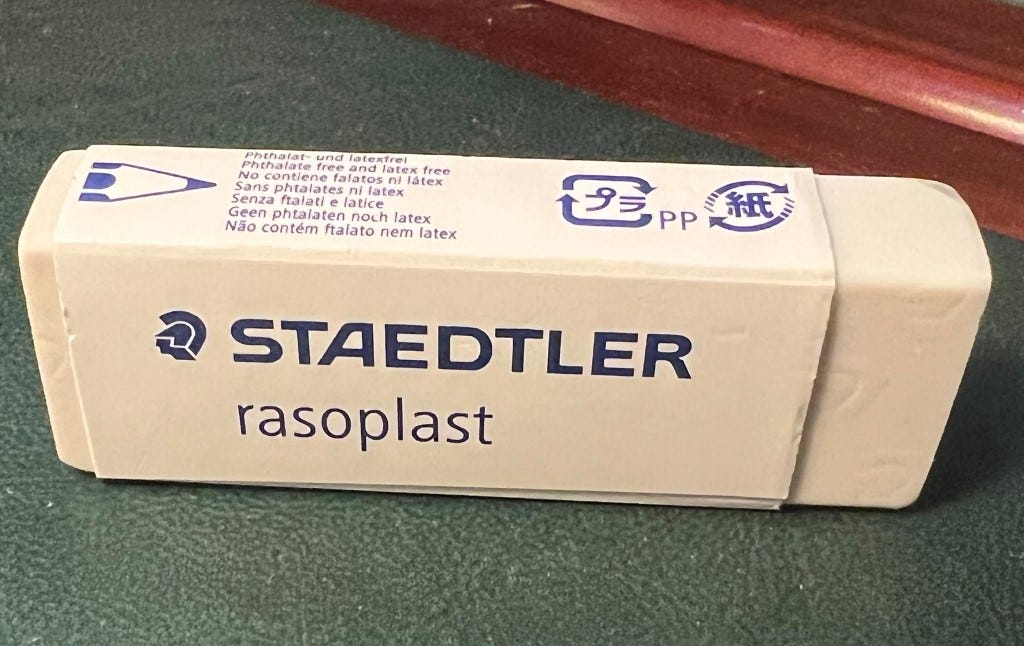 Phthalat- und latexfrei
Phthalate free and latex free
No contiene falatos ni látex
Sans phtalates ni latex
Senza ftalati e latice
Geen phtalaten noch latex
Não contém ftalato nem latex
プラ PP 紙
STAEDTLER
rasoplast